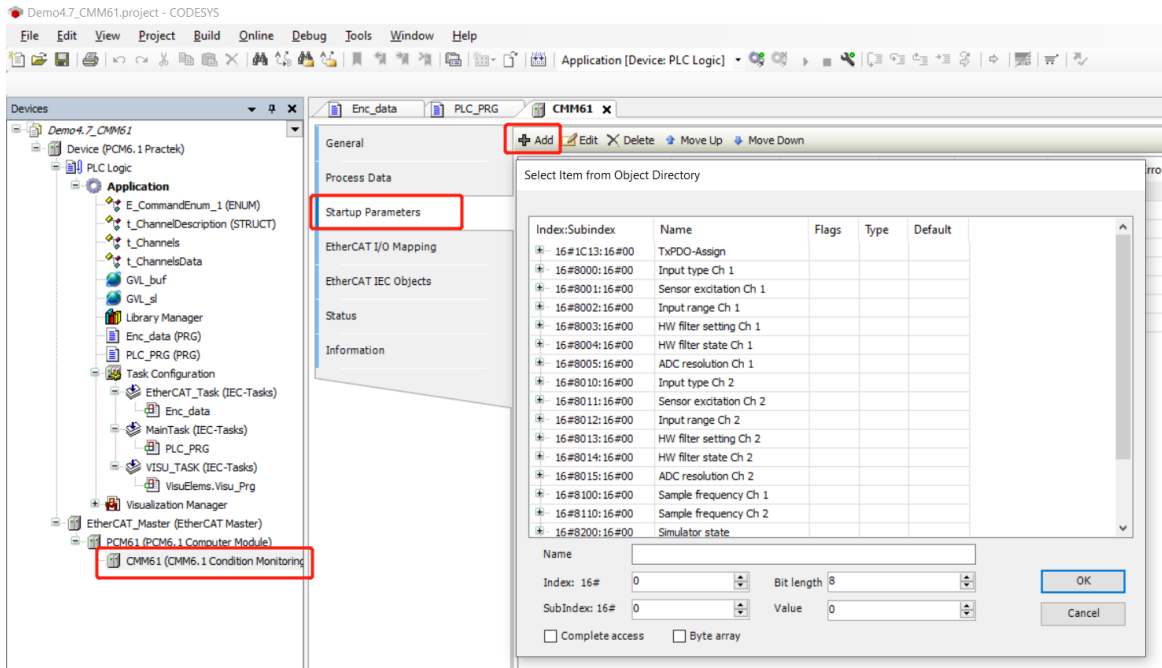 Demo4.7_CMM61.project - CODESYS
File Edit View Project Build Online Debug Tools Window Help
Application [Device: PLC Logic]
Devices
Demo4.7_CMM61
Device (PCM6.1 Practek)
PLC Logic
Application
E_CommandEnum_1 (ENUM)
t_ChannelDescription (STRUCT)
t_Channels
t_ChannelsData
GVL_buf
GVL_sl
Library Manager
Enc_data (PRG)
PLC_PRG (PRG)
Task Configuration
EtherCAT_Task (IEC-Tasks)
Enc_data
MainTask (IEC-Tasks)
PLC_PRG
VISU_TASK (IEC-Tasks)
VisuElems.Visu_Prg
Visualization Manager
EtherCAT_Master (EtherCAT Master)
PCM61 (PCM6.1 Computer Module)
CMM61 (CMM6.1 Condition Monitoring
Enc_data PLC_PRG CMM61
General
Process Data
Startup Parameters
EtherCAT I/O Mapping
EtherCAT IEC Objects
Status
Information
Add Edit Delete Move Up Move Down
Select Item from Object Directory
Index:Subindex Name Flags Type Default
16#1C13:16#00 TxPDO-Assign
16#8000:16#00 Input type Ch 1
16#8001:16#00 Sensor excitation Ch 1
16#8002:16#00 Input range Ch 1
16#8003:16#00 HW filter setting Ch 1
16#8004:16#00 HW filter state Ch 1
16#8005:16#00 ADC resolution Ch 1
16#8010:16#00 Input type Ch 2
16#8011:16#00 Sensor excitation Ch 2
16#8012:16#00 Input range Ch 2
16#8013:16#00 HW filter setting Ch 2
16#8014:16#00 HW filter state Ch 2
16#8015:16#00 ADC resolution Ch 2
16#8100:16#00 Sample frequency Ch 1
16#8110:16#00 Sample frequency Ch 2
16#8200:16#00 Simulator state
Name
Index: 16# 0 Bit length 8 OK
SubIndex: 16# 0 Value 0 Cancel
Complete access Byte array